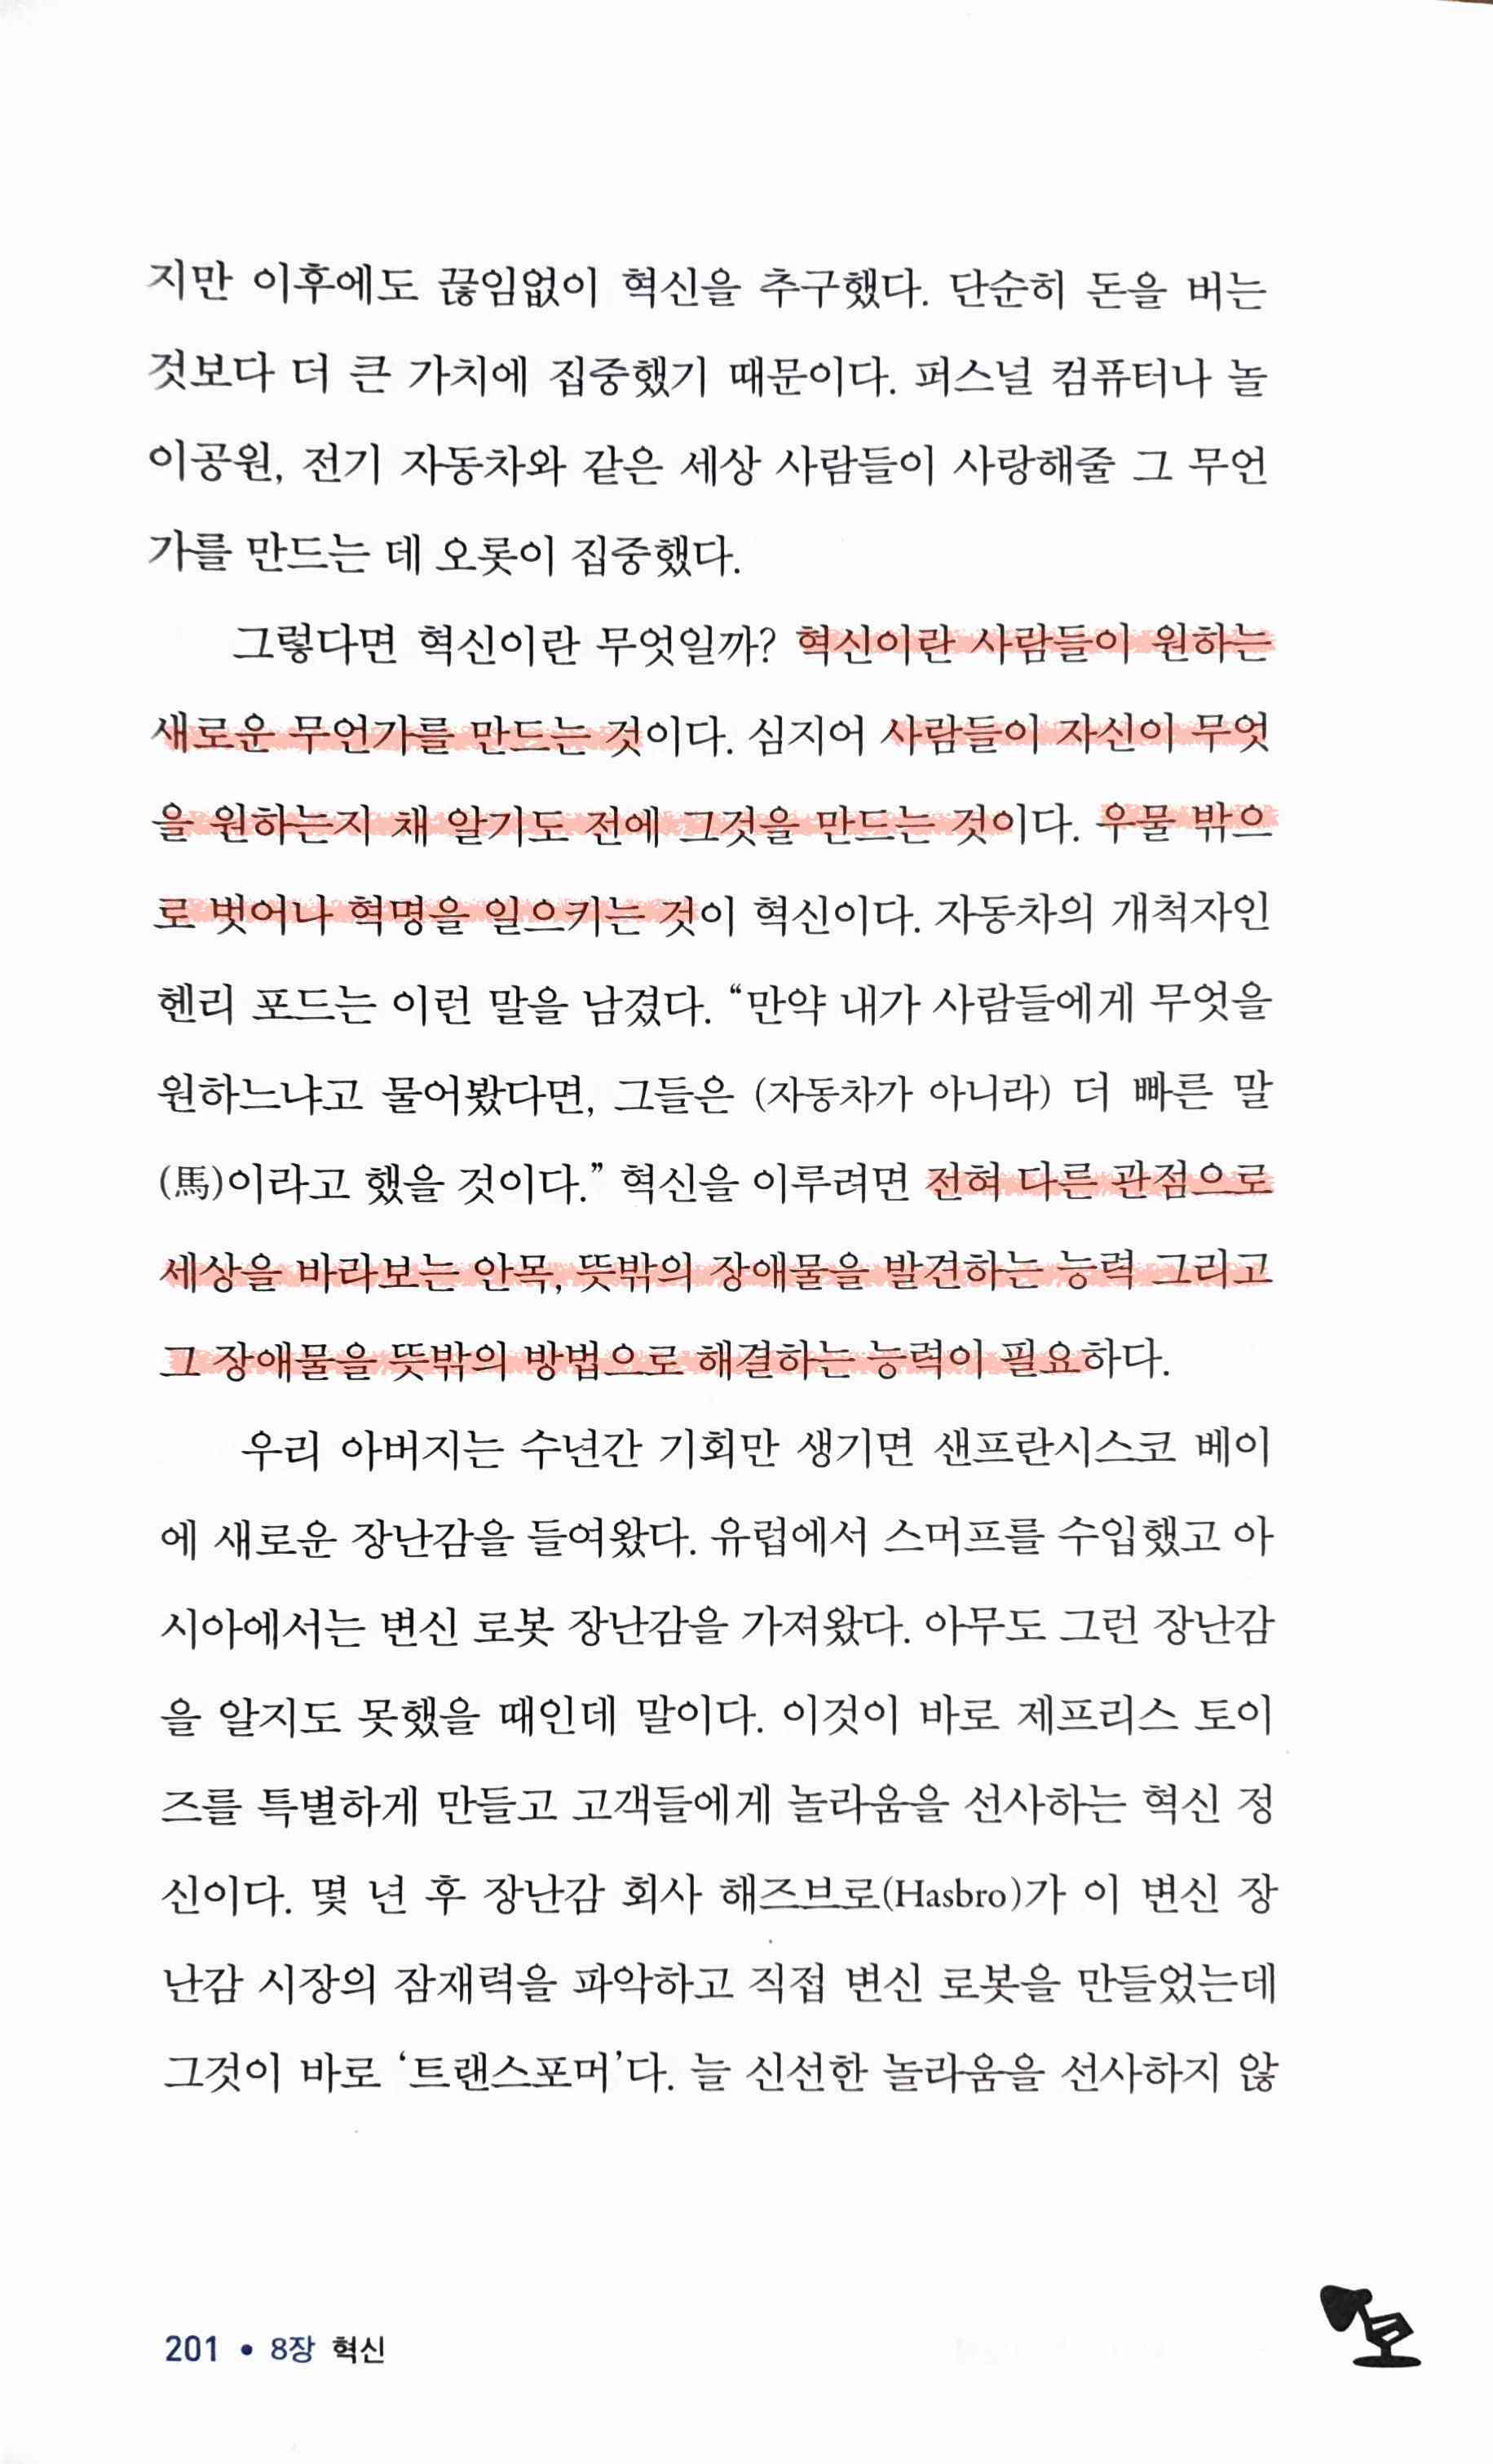 지만 이후에도 끊임없이 혁신을 추구했다. 단순히 돈을 버는
것보다 더 큰 가치에 집중했기 때문이다. 퍼스널 컴퓨터나 놀
이공원, 전기 자동차와 같은 세상 사람들이 사랑해줄 그 무언
가를 만드는 데 오롯이 집중했다.
그렇다면 혁신이란 무엇일까? 혁신이란 사람들이 원하는
새로운 무언가를 만드는 것이다. 심지어 사람들이 자신이 무엇
을 원하는지 채 알기도 전에 그것을 만드는 것이다. 우물 밖으
로 벗어나 혁명을 일으키는 것이 혁신이다. 자동차의 개척자인
헨리 포드는 이런 말을 남겼다. “만약 내가 사람들에게 무엇을
원하느냐고 물어봤다면, 그들은 (자동차가 아니라) 더 빠른 말
(馬)이라고 했을 것이다.” 혁신을 이루려면 전혀 다른 관점으로
세상을 바라보는 안목, 뜻밖의 장애물을 발견하는 능력 그리고
그 장애물을 뜻밖의 방법으로 해결하는 능력이 필요하다.
우리 아버지는 수년간 기회만 생기면 샌프란시스코 베이
에 새로운 장난감을 들여왔다. 유럽에서 스머프를 수입했고 아
시아에서는 변신 로봇 장난감을 가져왔다. 아무도 그런 장난감
을 알지도 못했을 때인데 말이다. 이것이 바로 제프리스 토이
즈를 특별하게 만들고 고객들에게 놀라움을 선사하는 혁신 정
신이다. 몇 년 후 장난감 회사 해즈브로(Hasbro)가 이 변신 장
난감 시장의 잠재력을 파악하고 직접 변신 로봇을 만들었는데
그것이 바로 ‘트랜스포머’다. 늘 신선한 놀라움을 선사하지 않
201 • 8장 혁신